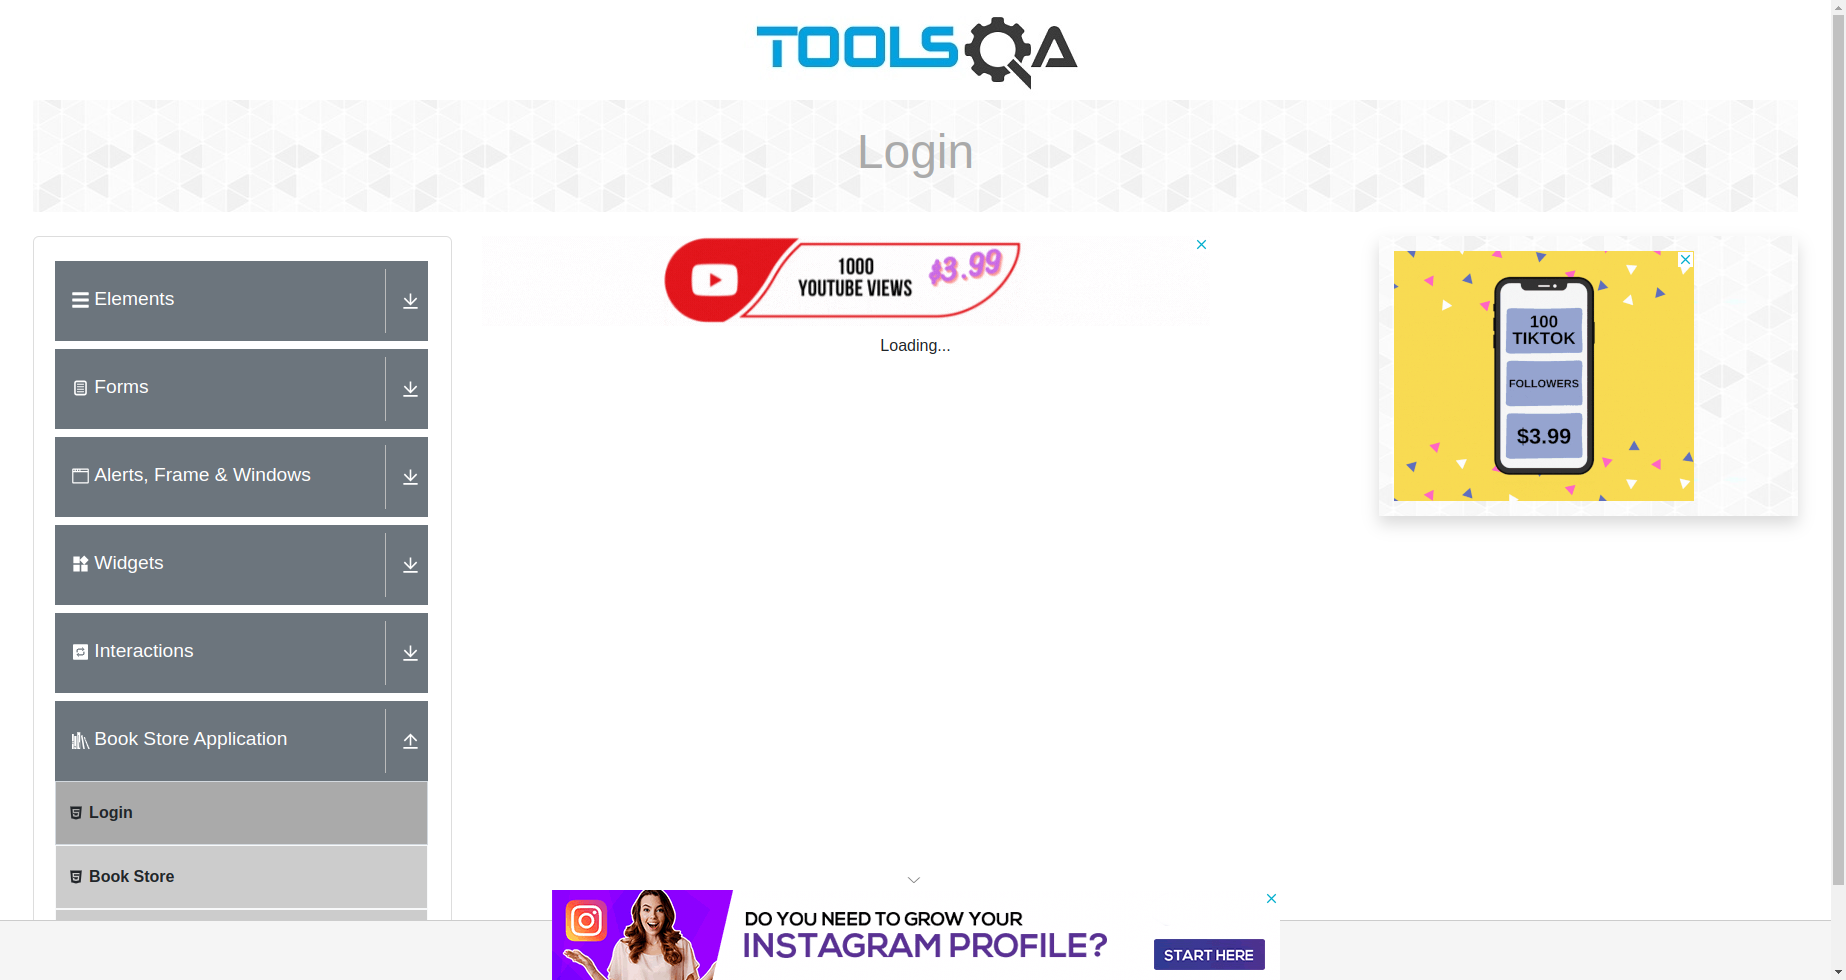 TOOLSQA
Login
Elements
Forms
Alerts, Frame & Windows
Widgets
Interactions
Book Store Application
Login
Book Store
1000
YOUTUBE VIEWS
$3.99
Loading...
100
TIKTOK
FOLLOWERS
$3.99
DO YOU NEED TO GROW YOUR
INSTAGRAM PROFILE?
START HERE